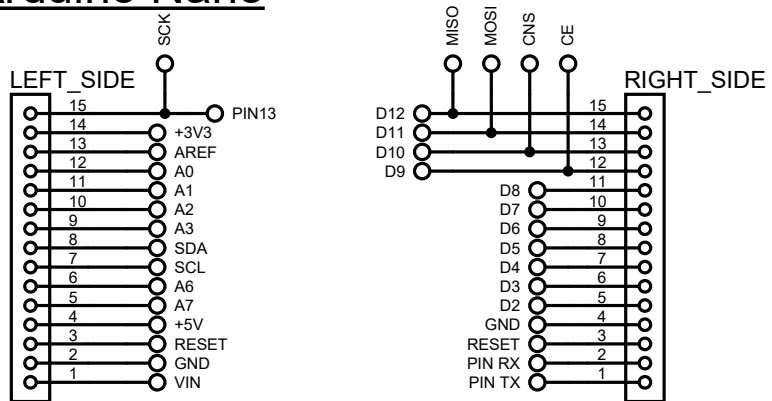 Arduino Nano
SCK
MISO
MOSI
CNS
CE
LEFT_SIDE
RIGHT_SIDE
15 PIN13
14 +3V3
13 AREF
12 A0
11 A1
10 A2
9 A3
8 SDA
7 SCL
6 A6
5 A7
4 +5V
3 RESET
2 GND
1 VIN
D12 15
D11 14
D10 13
D9 12
D8 11
D7 10
D6 9
D5 8
D4 7
D3 6
D2 5
GND 4
RESET 3
PIN RX 2
PIN TX 1